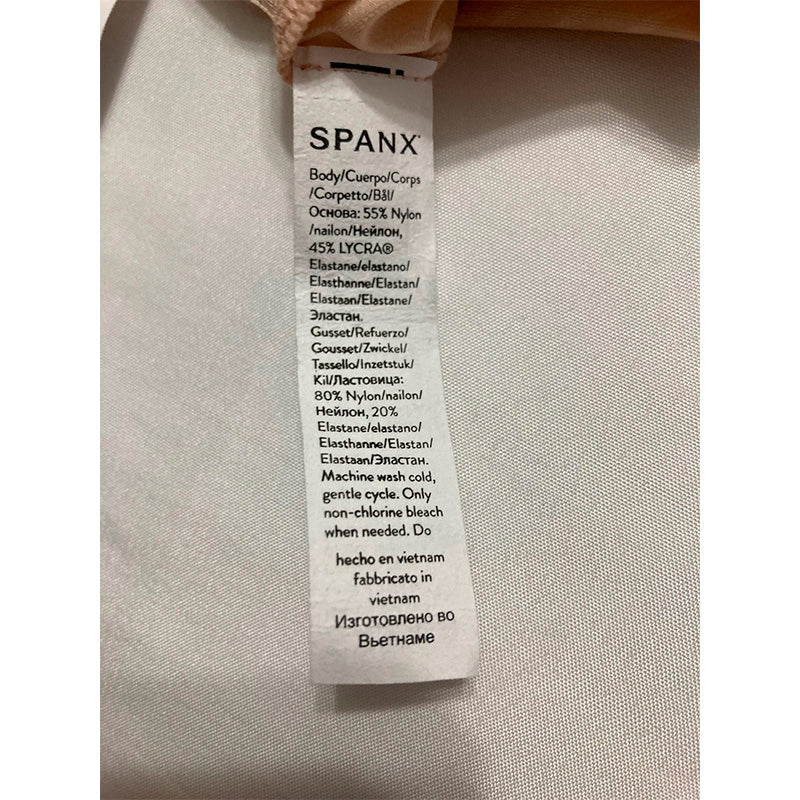 SPANX®
Body/Cuerpo/Corps
/Corpetto/Bål/
Основа: 55% Nylon
/nailon/Нейлон,
45% LYCRA®
Elastane/elastano/
Elasthanne/Elastan/
Elastaan/Elastane/
Эластан.
Gusset/Refuerzo/
Gousset/Zwickel/
Tassello/Inzetstuk/
Kil/Ластовица:
80% Nylon/nailon/
Нейлон, 20%
Elastane/elastano/
Elasthanne/Elastan/
Elastaan/Эластан.
Machine wash cold,
gentle cycle. Only
non-chlorine bleach
when needed. Do
hecho en vietnam
fabbricato in
vietnam
Изготовлено во
Вьетнаме